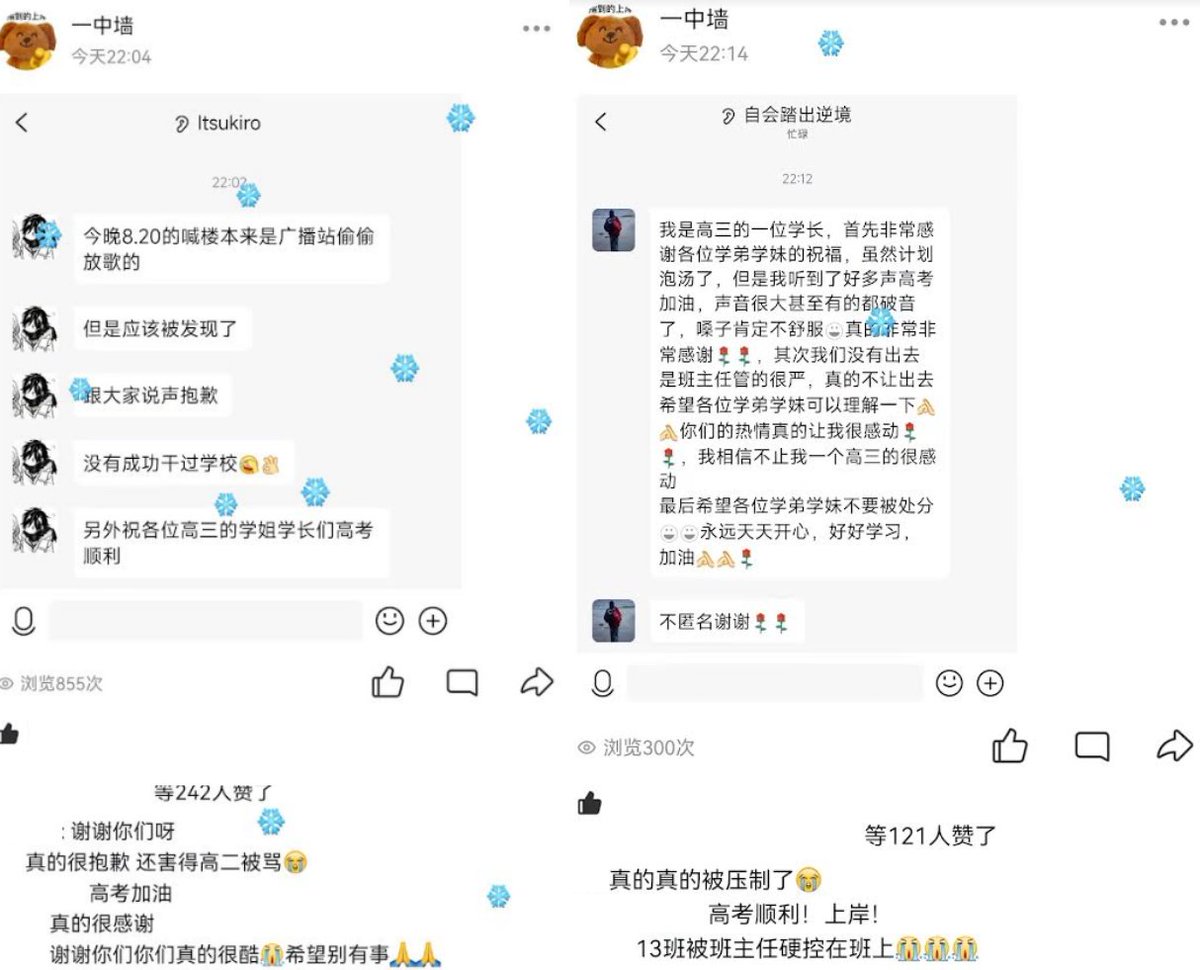 一中墙
今天22:04
Itsukiro
22:02
今晚8.20的喊楼本来是广播站偷偷
放歌的
但是应该被发现了
跟大家说声抱歉
没有成功干过学校🤪👌
另外祝各位高三的学姐学长们高考
顺利
浏览855次
等242人赞了
: 谢谢你们呀
真的很抱歉 还害得高二被骂😭
高考加油
真的很感谢
谢谢你们你们真的很酷😭希望别有事🙏🙏
一中墙
今天22:14
自会踏出逆境
忙碌
22:12
我是高三的一位学长，首先非常感
谢各位学弟学妹的祝福，虽然计划
泡汤了，但是我听到了好多声高考
加油，声音很大甚至有的都破音
了，嗓子肯定不舒服😀真的非常非
常感谢🌹🌹，其次我们没有出去
是班主任管的很严，真的不让出去
希望各位学弟学妹可以理解一下🙏
🙏你们的热情真的让我很感动🌹
🌹，我相信不止我一个高三的很感
动
最后希望各位学弟学妹不要被处分
😀😀永远天天开心，好好学习，
加油🙏🙏🌹
不匿名谢谢🌹🌹
浏览300次
等121人赞了
真的真的被压制了😭
高考顺利！上岸！
13班被班主任硬控在班上😭😭😭